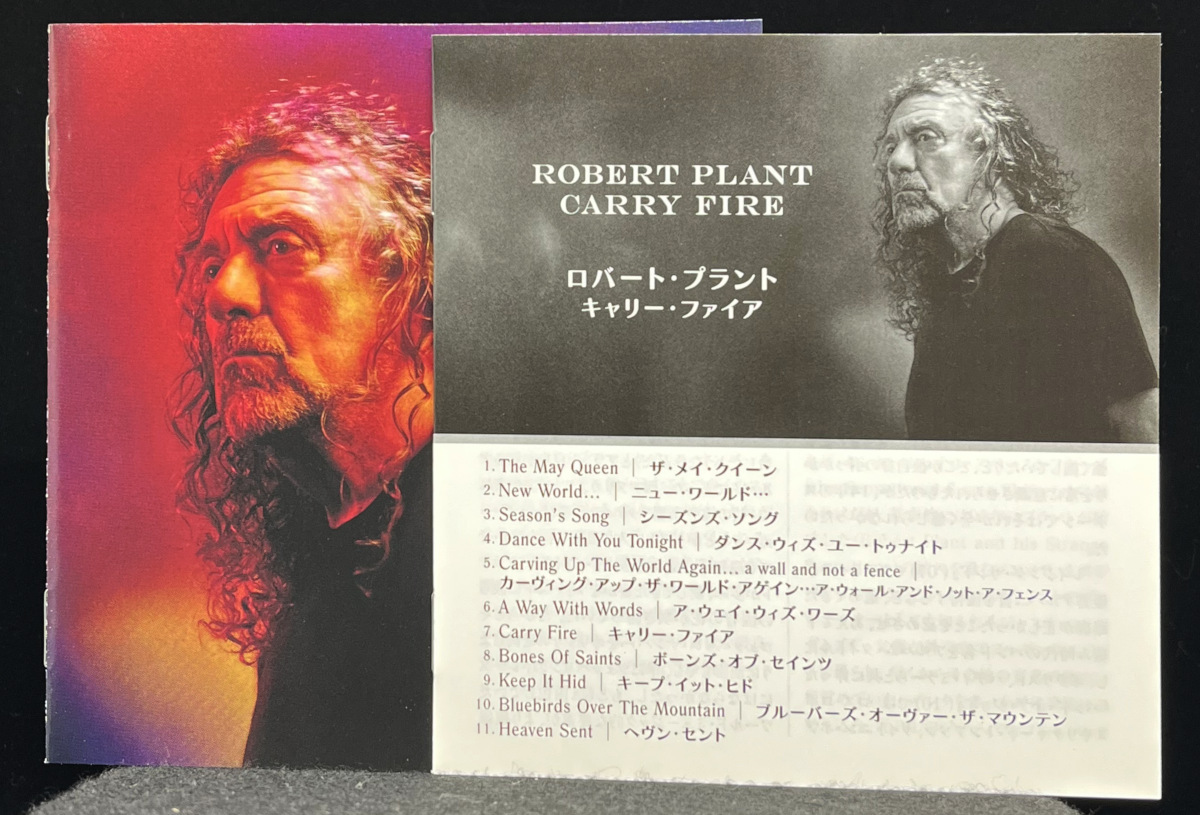 ROBERT PLANT
CARRY FIRE
ロバート・プラント
キャリー・ファイア
1. The May Queen | ザ・メイ・クイーン
2. New World... | ニュー・ワールド…
3. Season's Song | シーズンズ・ソング
4. Dance With You Tonight | ダンス・ウィズ・ユー・トゥナイト
5. Carving Up The World Again... a wall and not a fence |
カーヴィング・アップ・ザ・ワールド・アゲイン…ア・ウォール・アンド・ノット・ア・フェンス
6. A Way With Words | ア・ウェイ・ウィズ・ワーズ
7. Carry Fire | キャリー・ファイア
8. Bones Of Saints | ボーンズ・オブ・セインツ
9. Keep It Hid | キープ・イット・ヒド
10. Bluebirds Over The Mountain | ブルーバーズ・オーヴァー・ザ・マウンテン
11. Heaven Sent | ヘヴン・セント